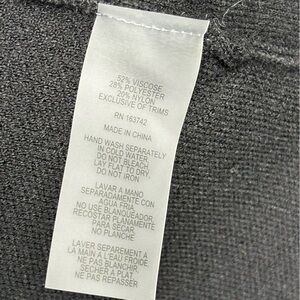 52% VISCOSE
28% POLYESTER
20% NYLON
EXCLUSIVE OF TRIMS
RN 163742
MADE IN CHINA
HAND WASH SEPARATELY
IN COLD WATER.
DO NOT BLEACH.
LAY FLAT TO DRY.
DO NOT IRON
LAVAR A MANO
SEPARADAMENTE CON
AGUA FRIA.
NO USE BLANQUEADOR.
RECOSTAR PLANAMENTE
PARA SECAR.
NO PLANCHE
LAVER SEPAREMENT A
LA MAIN A L'EAU FROIDE.
NE PAS BLANCHIR.
SECHER A PLAT
NE PAS REPASSER